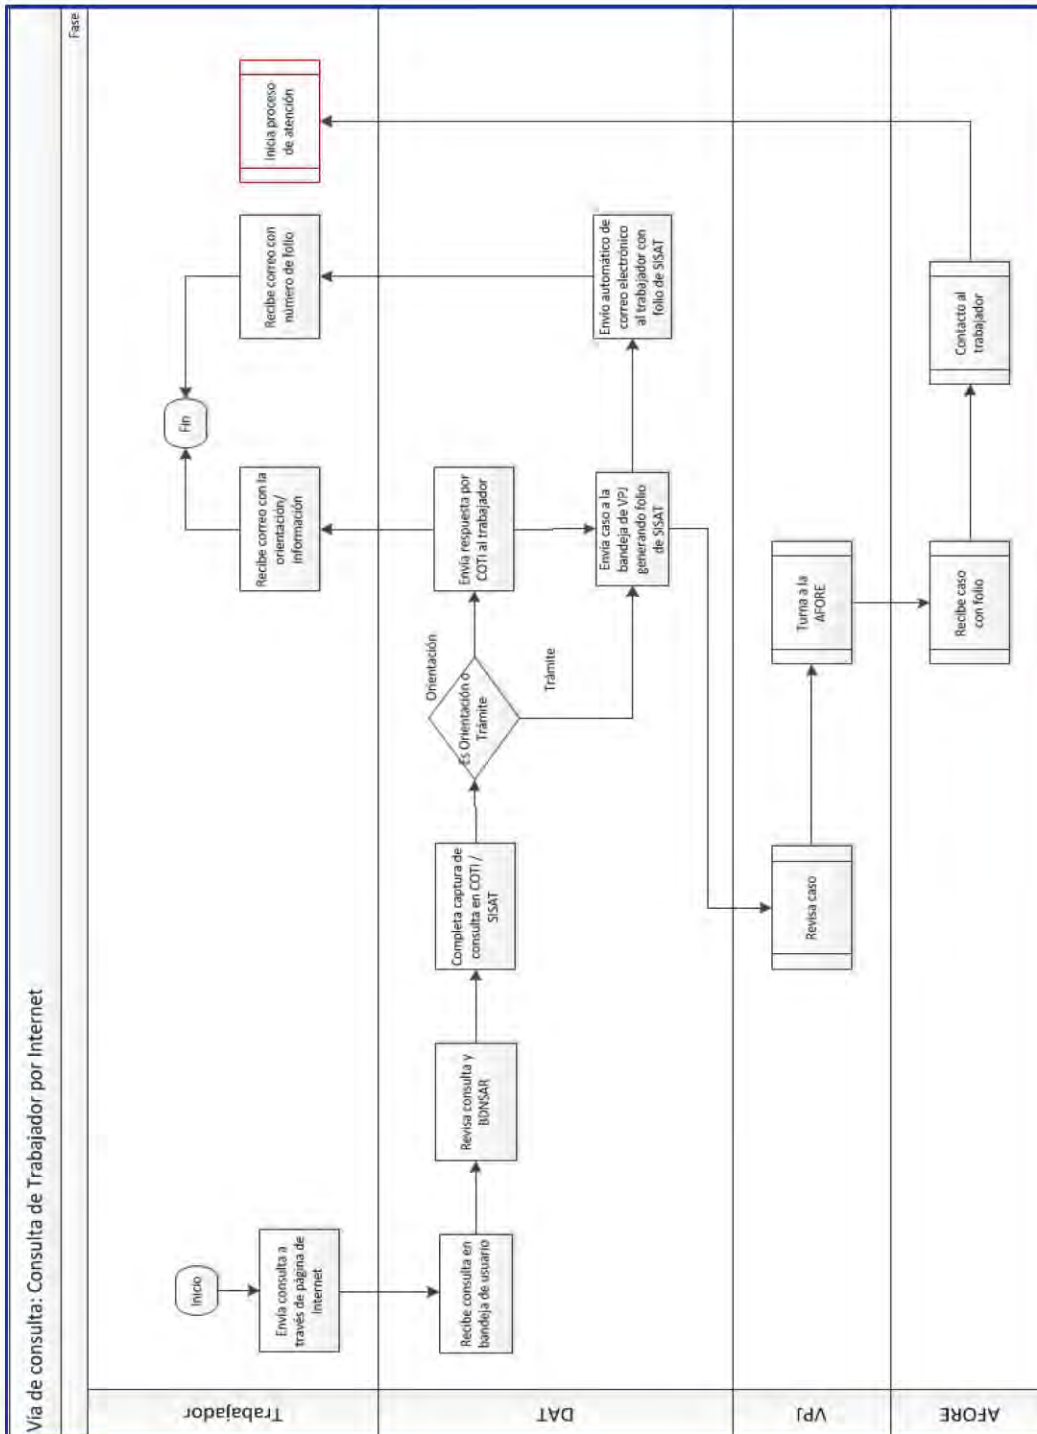 Vía de consulta: Consulta de Trabajador por Internet
Fase
Trabajador
Inicio
Envía consulta a
través de página de
Internet
Recibe correo con la
orientación/
información
Fin
Recibe correo con
número de folio
Inicia proceso
de atención
DAT
Recibe consulta en
bandeja de usuario
Revisa consulta y
BDNSAR
Completa captura de
consulta en COTI /
SISAT
Es Orientación o
Trámite
Orientación
Trámite
Envía respuesta por
COTI al trabajador
Envía caso a la
bandeja de VPJ
generando folio
de SISAT
Envío automático de
correo electrónico
al trabajador con
folio de SISAT
VPJ
Revisa caso
Turna a la
AFORE
AFORE
Recibe caso
con folio
Contacto al
trabajador